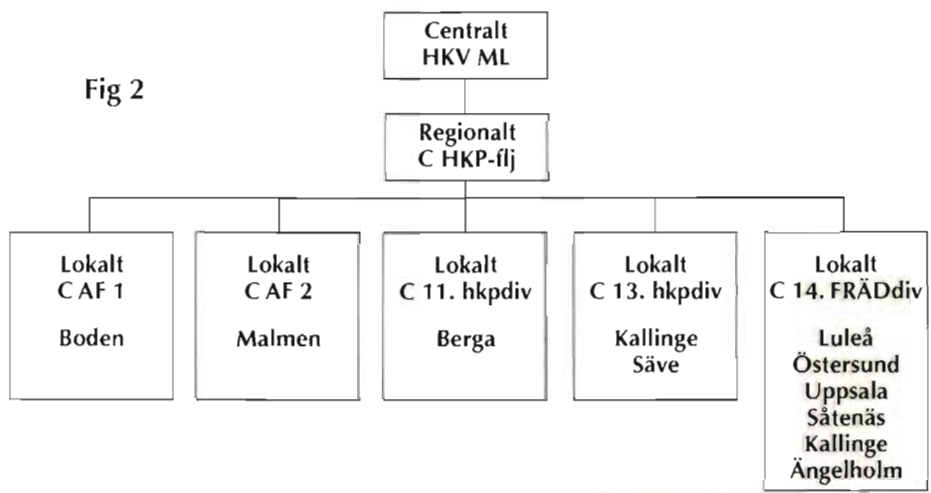 Fig 2
Centralt
HKV ML
Regionalt
C HKP-flj
Lokalt
C AF 1
Boden
Lokalt
C AF 2
Malmen
Lokalt
C 11. hkpdiv
Berga
Lokalt
C 13. hkpdiv
Kallinge
Säve
Lokalt
C 14. FRÄDdiv
Luleå
Östersund
Uppsala
Såtenäs
Kallinge
Ängelholm